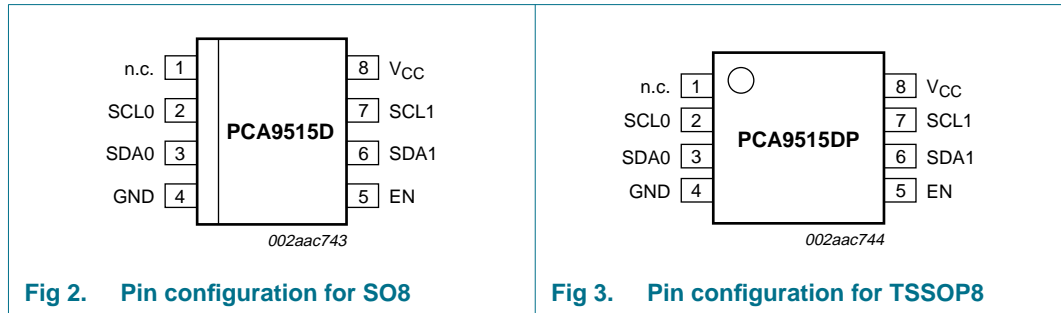 n.c. 1
8 VCC
SCL0 2
7 SCL1
PCA9515D
SDA0 3
6 SDA1
GND 4
5 EN
002aac743
Fig 2. Pin configuration for SO8
n.c. 1
8 VCC
SCL0 2
7 SCL1
PCA9515DP
SDA0 3
6 SDA1
GND 4
5 EN
002aac744
Fig 3. Pin configuration for TSSOP8